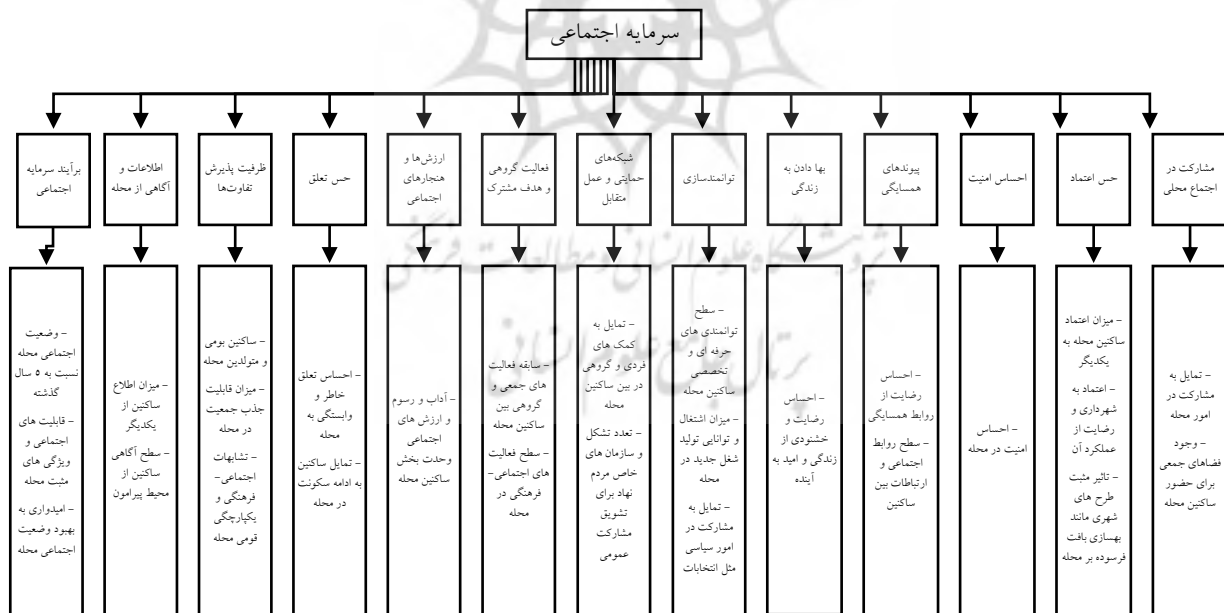 سرمایه اجتماعی
مشارکت در
اجتماع محلی
حس اعتماد
احساس امنیت
پیوندهای
همسایگی
بها دادن به
زندگی
توانمندسازی
شبکه‌های
حمایتی و عمل
متقابل
فعالیت گروهی
و هدف مشترک
ارزش‌ها و
هنجارهای
اجتماعی
حس تعلق
ظرفیت پذیرش
تفاوت‌ها
اطلاعات و
آگاهی از محله
برآیند سرمایه
اجتماعی
– تمایل به
مشارکت در
امور محله
– وجود
فضاهای جمعی
برای حضور
ساکنین محله
– میزان اعتماد
ساکنین محله به
یکدیگر
– اعتماد به
شهرداری و
رضایت از
عملکرد آن
– تاثیر مثبت
طرح های
شهری مانند
بهسازی بافت
فرسوده بر محله
– احساس
امنیت در محله
– احساس
رضایت از
روابط همسایگی
– سطح روابط
اجتماعی و
ارتباطات بین
ساکنین
– احساس
رضایت و
خشنودی از
زندگی و امید به
آینده
– سطح
توانمندی های
حرفه ای و
تخصصی
ساکنین محله
– میزان اشتغال
و توانایی تولید
شغل جدید در
محله
– تمایل به
مشارکت در
امور سیاسی
مثل انتخابات
– تمایل به
کمک های
فردی و گروهی
در بین ساکنین
محله
– تعدد تشکل
و سازمان های
خاص مردم
نهاد برای
تشویق
مشارکت
عمومی
– سابقه فعالیت
های جمعی و
گروهی بین
ساکنین محله
– سطح فعالیت
های اجتماعی-
فرهنگی در
محله
– آداب و رسوم
و ارزش های
اجتماعی
وحدت بخش
ساکنین محله
– احساس تعلق
خاطر و
وابستگی به
محله
– تمایل ساکنین
به ادامه سکونت
در محله
– ساکنین بومی
و متولدین محله
– میزان قابلیت
جذب جمعیت
در محله
– تشابهات
اجتماعی-
فرهنگی و
یکپارچگی
قومی محله
– میزان اطلاع
ساکنین از
یکدیگر
– سطح آگاهی
ساکنین از
محیط پیرامون
– وضعیت
اجتماعی محله
نسبت به ۵ سال
گذشته
– قابلیت های
اجتماعی و
ویژگی های
مثبت محله
– امیدواری به
بهبود وضعیت
اجتماعی محله
پژوهشگاه علوم انسانی و مطالعات فرهنگی
پرتال جامع علوم انسانی